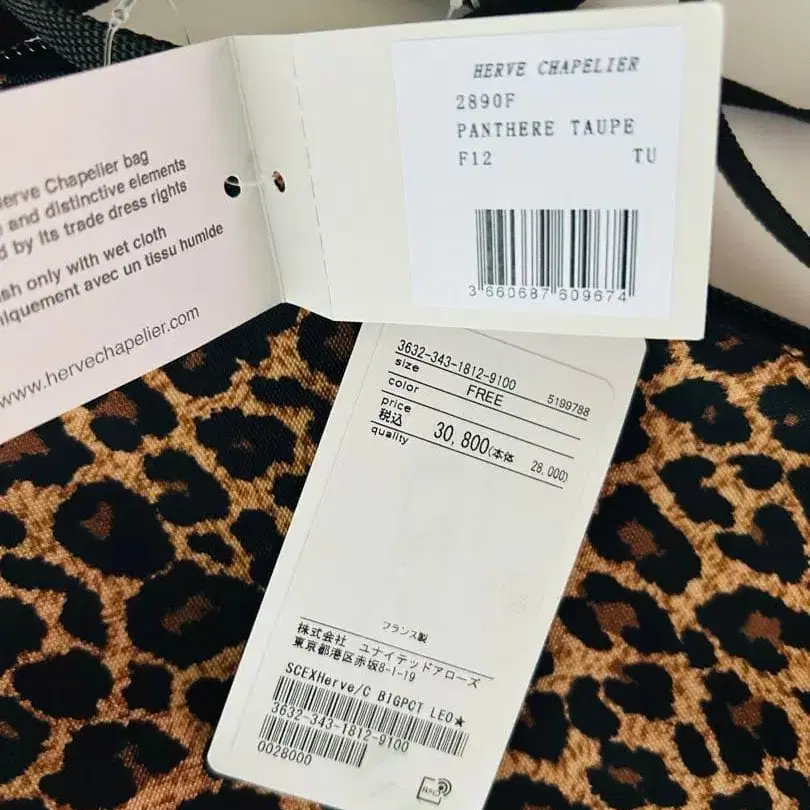 Herve Chapelier bag
and distinctive elements
d by its trade dress rights
sh only with wet cloth
niquement avec un tissu humide
www.hervechapelier.com
HERVE CHAPELIER
2890F
PANTHERE TAUPE
F12 TU
3 660687 609674
3632-343-1812-9100
size FREE 5199788
color
price
税込 30,800(本体 28,000)
quality
フランス製
株式会社 ユナイテッドアローズ
東京都港区赤坂8-1-19
SCEXHerve/C BIGPCT LEO★
3632-343-1812-9100
0028000